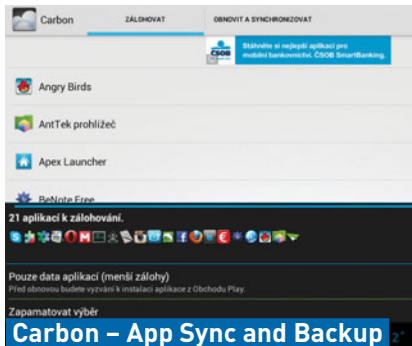 Carbon
ZÁLOHOVAT
OBNOVIT A SYNCHRONIZOVAT
ČSOB
Stáhněte si nejlepší aplikaci pro
mobilní bankovnictví. ČSOB SmartBanking.
Angry Birds
AntTek prohlížeč
Apex Launcher
BeNote Free
21 aplikací k zálohování.
Pouze data aplikací (menší zálohy)
Před obnovou budete vyzváni k instalaci aplikace z Obchodu Play.
Zapamatovat výběr
Carbon – App Sync and Backup